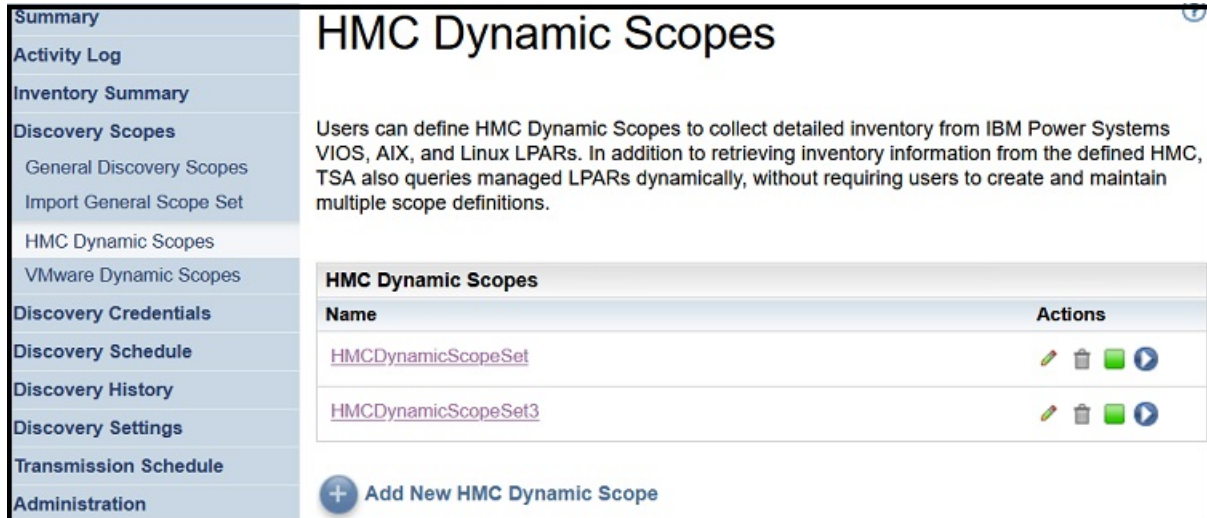 Summary
Activity Log
Inventory Summary
Discovery Scopes
General Discovery Scopes
Import General Scope Set
HMC Dynamic Scopes
VMware Dynamic Scopes
Discovery Credentials
Discovery Schedule
Discovery History
Discovery Settings
Transmission Schedule
Administration
HMC Dynamic Scopes
?
Users can define HMC Dynamic Scopes to collect detailed inventory from IBM Power Systems
VIOS, AIX, and Linux LPARs. In addition to retrieving inventory information from the defined HMC,
TSA also queries managed LPARs dynamically, without requiring users to create and maintain
multiple scope definitions.
HMC Dynamic Scopes
Name Actions
HMCDynamicScopeSet
HMCDynamicScopeSet3
Add New HMC Dynamic Scope